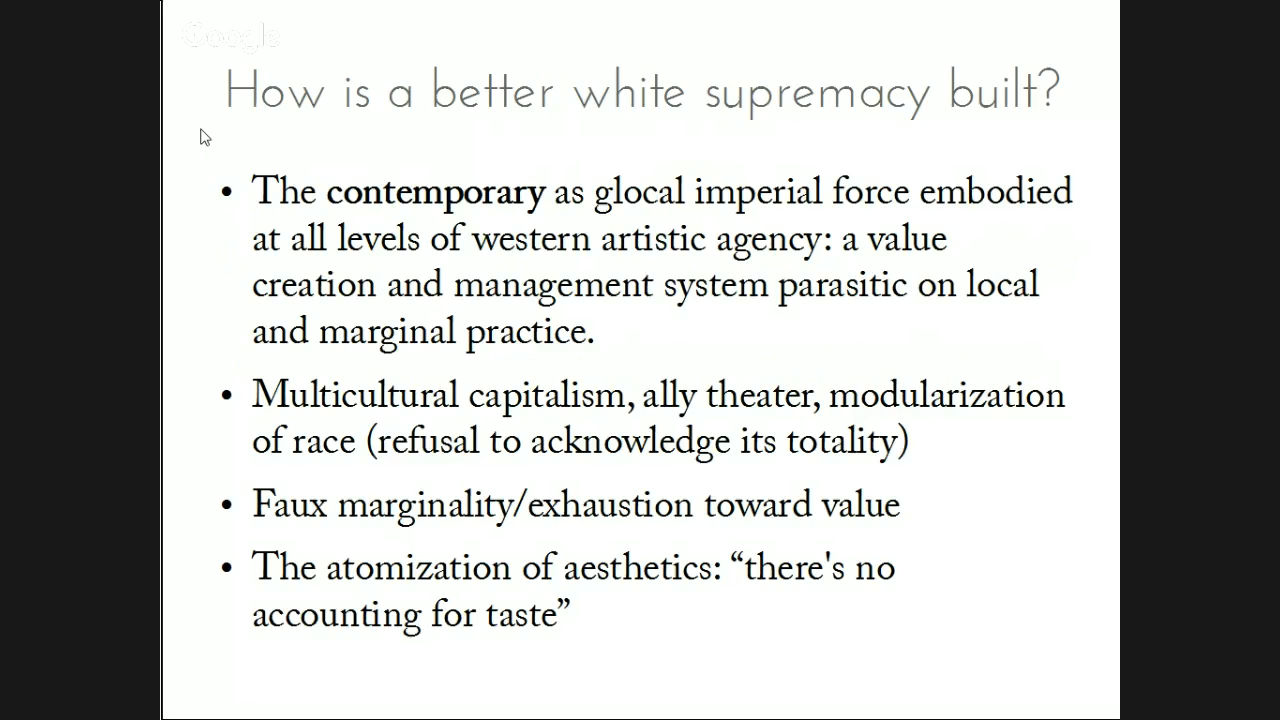 Google
How is a better white supremacy built?
• The contemporary as glocal imperial force embodied
at all levels of western artistic agency: a value
creation and management system parasitic on local
and marginal practice.
• Multicultural capitalism, ally theater, modularization
of race (refusal to acknowledge its totality)
• Faux marginality/exhaustion toward value
• The atomization of aesthetics: “there's no
accounting for taste”